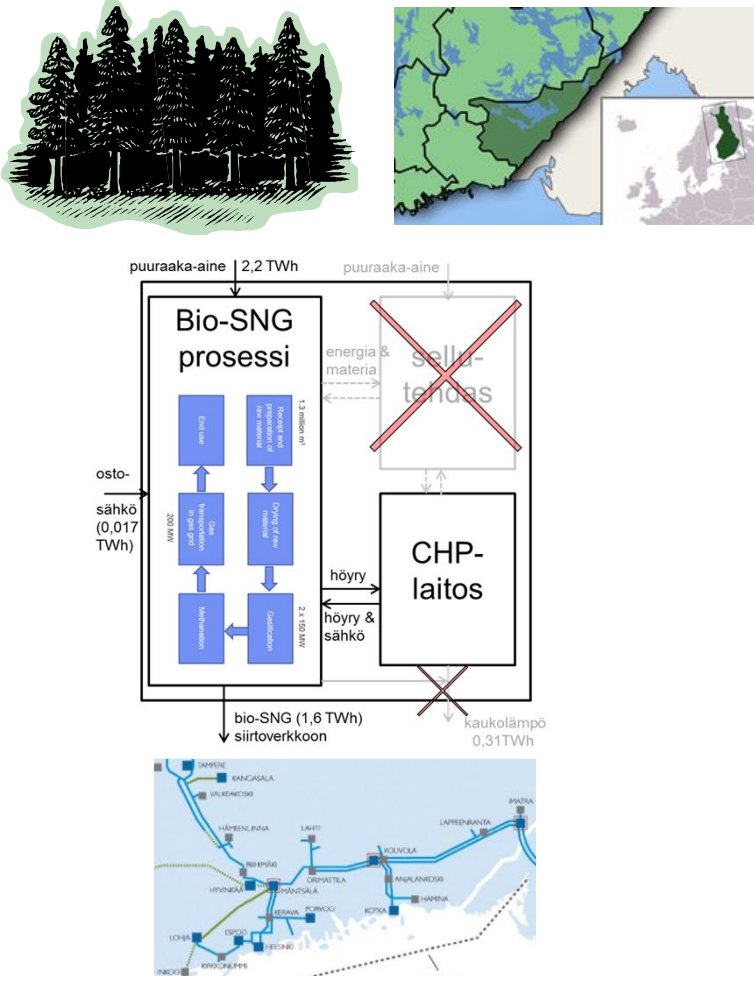 puuraaka-aine
2,2 TWh
puuraaka-aine
Bio-SNG
prosessi
energia &
materia
sellu-
tehdas
End use
Receipt and
preparation of
raw material
1.3 million m³
osto-
sähkö
(0,017
TWh)
Gas
transportation
in gas grid
200 MW
Drying of raw
material
CHP-
laitos
höyry
höyry &
sähkö
Methanation
Gasification
2 x 150 MW
bio-SNG (1,6 TWh)
siirtoverkkoon
kaukolämpö
0,31TWh
TAMPERE
KANGASALA
VALKEAKOSKI
IMATRA
HÄMEENLINNA
LAHTI
LAPPEENRANTA
KOUVOLA
RIIHIMÄKI
ORIMATTILA
ANJALANKOSKI
HYVINKÄÄ
MÄNTSÄLÄ
HAMINA
KERAVA
PORVOO
KOTKA
LOHJA
ESPOO
HELSINKI
KIRKKONUMMI
INKOO